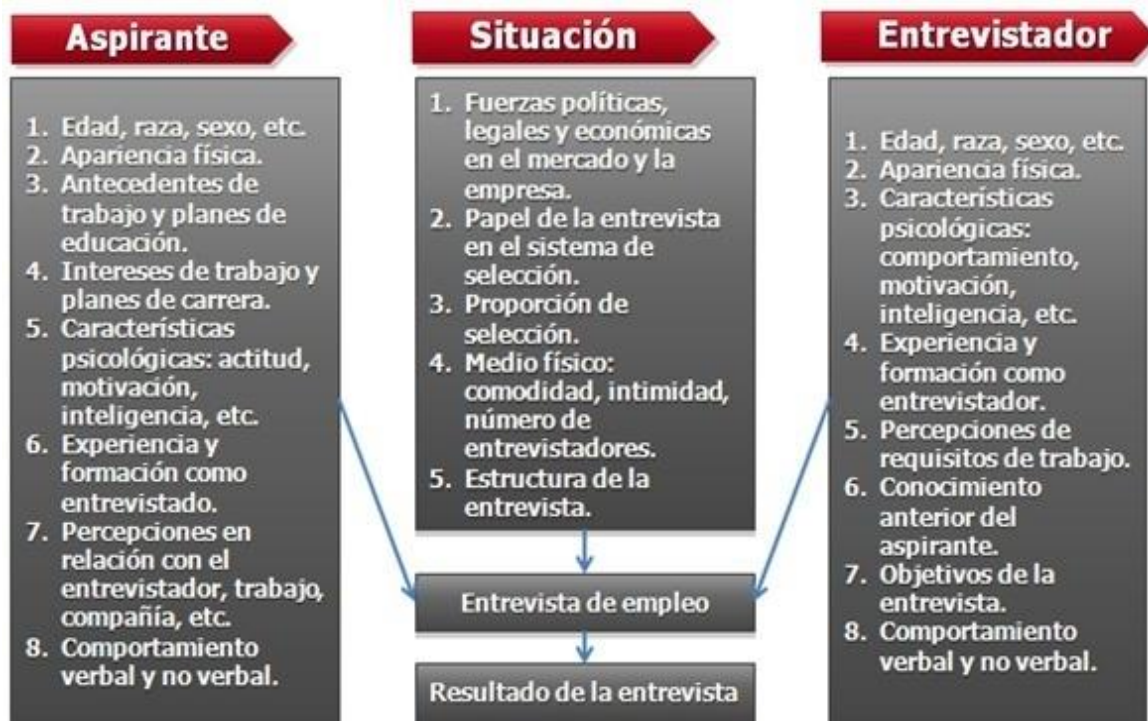 Aspirante
1. Edad, raza, sexo, etc.
2. Apariencia física.
3. Antecedentes de
trabajo y planes de
educación.
4. Intereses de trabajo y
planes de carrera.
5. Características
psicológicas: actitud,
motivación,
inteligencia, etc.
6. Experiencia y
formación como
entrevistado.
7. Percepciones en
relación con el
entrevistador, trabajo,
compañía, etc.
8. Comportamiento
verbal y no verbal.
Situación
1. Fuerzas políticas,
legales y económicas
en el mercado y la
empresa.
2. Papel de la entrevista
en el sistema de
selección.
3. Proporción de
selección.
4. Medio físico:
comodidad, intimidad,
número de
entrevistadores.
5. Estructura de la
entrevista.
Entrevistador
1. Edad, raza, sexo, etc.
2. Apariencia física.
3. Características
psicológicas:
comportamiento,
motivación,
inteligencia, etc.
4. Experiencia y
formación como
entrevistador.
5. Percepciones de
requisitos de trabajo.
6. Conocimiento
anterior del
aspirante.
7. Objetivos de la
entrevista.
8. Comportamiento
verbal y no verbal.
Entrevista de empleo
Resultado de la entrevista